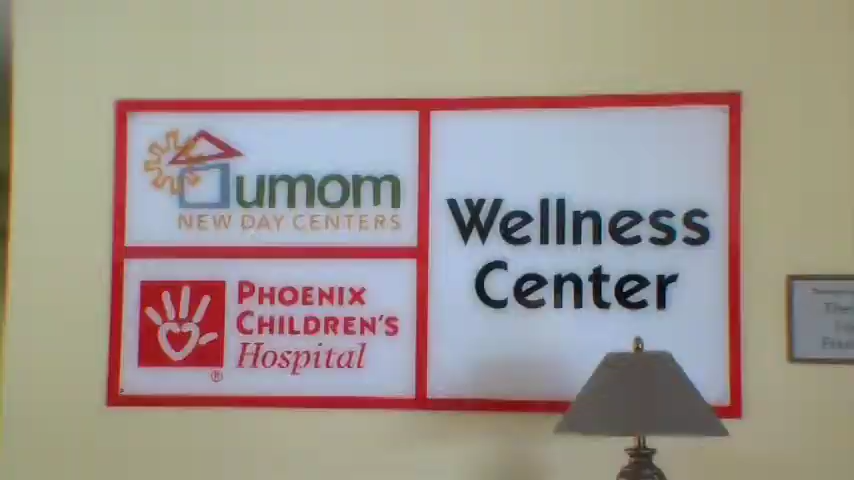 umom
NEW DAY CENTERS
PHOENIX
CHILDREN'S
Hospital
®
Wellness
Center